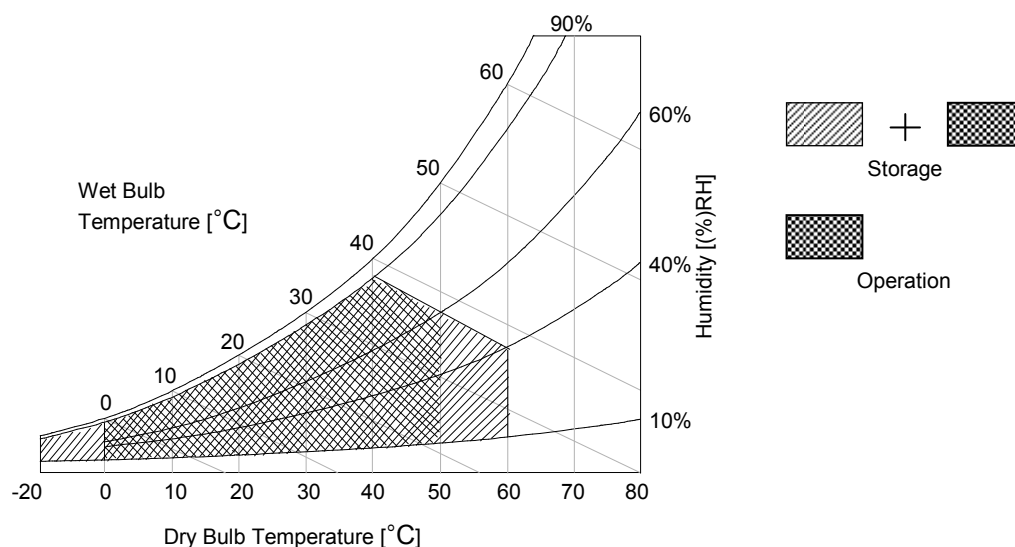 90%
60
60%
50
Wet Bulb
Temperature [°C]
40
40%
30
20
10
0
10%
Humidity [(%)RH]
-20 0 10 20 30 40 50 60 70 80
Dry Bulb Temperature [°C]
+
Storage
Operation